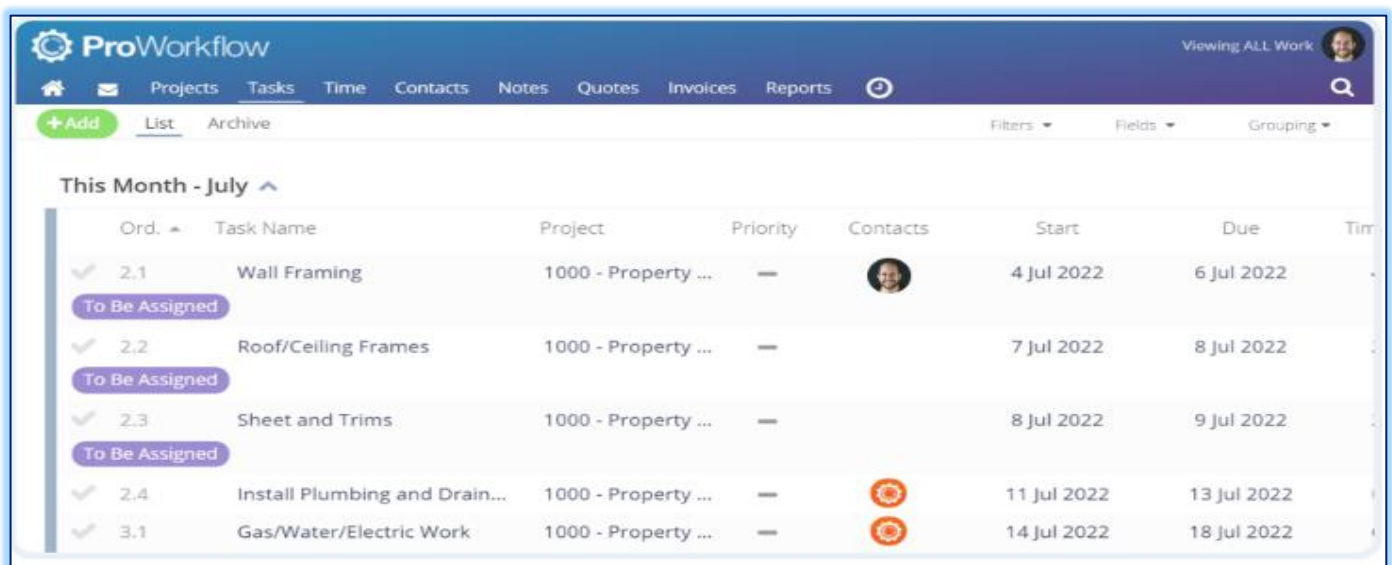 ProWorkflow
Viewing ALL Work
Projects Tasks Time Contacts Notes Quotes Invoices Reports
+Add List Archive Filters Fields Grouping
This Month - July
Ord. Task Name Project Priority Contacts Start Due Tim
2.1 Wall Framing 1000 - Property ... 4 Jul 2022 6 Jul 2022
To Be Assigned
2.2 Roof/Ceiling Frames 1000 - Property ... 7 Jul 2022 8 Jul 2022
To Be Assigned
2.3 Sheet and Trims 1000 - Property ... 8 Jul 2022 9 Jul 2022
To Be Assigned
2.4 Install Plumbing and Drain... 1000 - Property ... 11 Jul 2022 13 Jul 2022
3.1 Gas/Water/Electric Work 1000 - Property ... 14 Jul 2022 18 Jul 2022